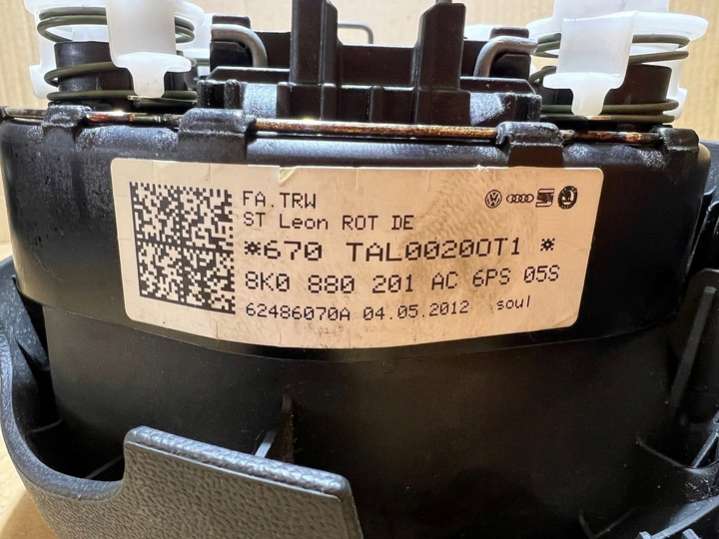 FA.TRW
ST Leon ROT DE
*670 TAL00200T1 *
8K0 880 201 AC 6PS 05S
62486070A 04.05.2012 soul